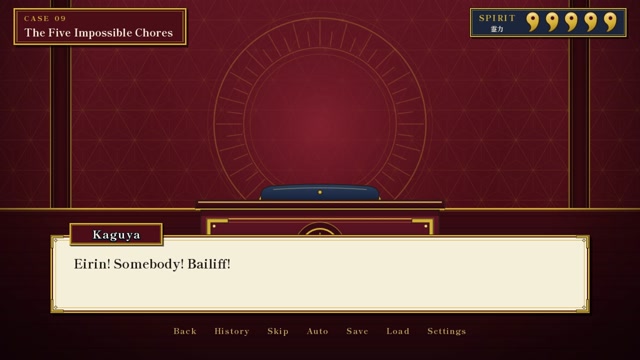 CASE 09
The Five Impossible Chores
SPIRIT
霊力
Kaguya
Eirin! Somebody! Bailiff!
Back History Skip Auto Save Load Settings